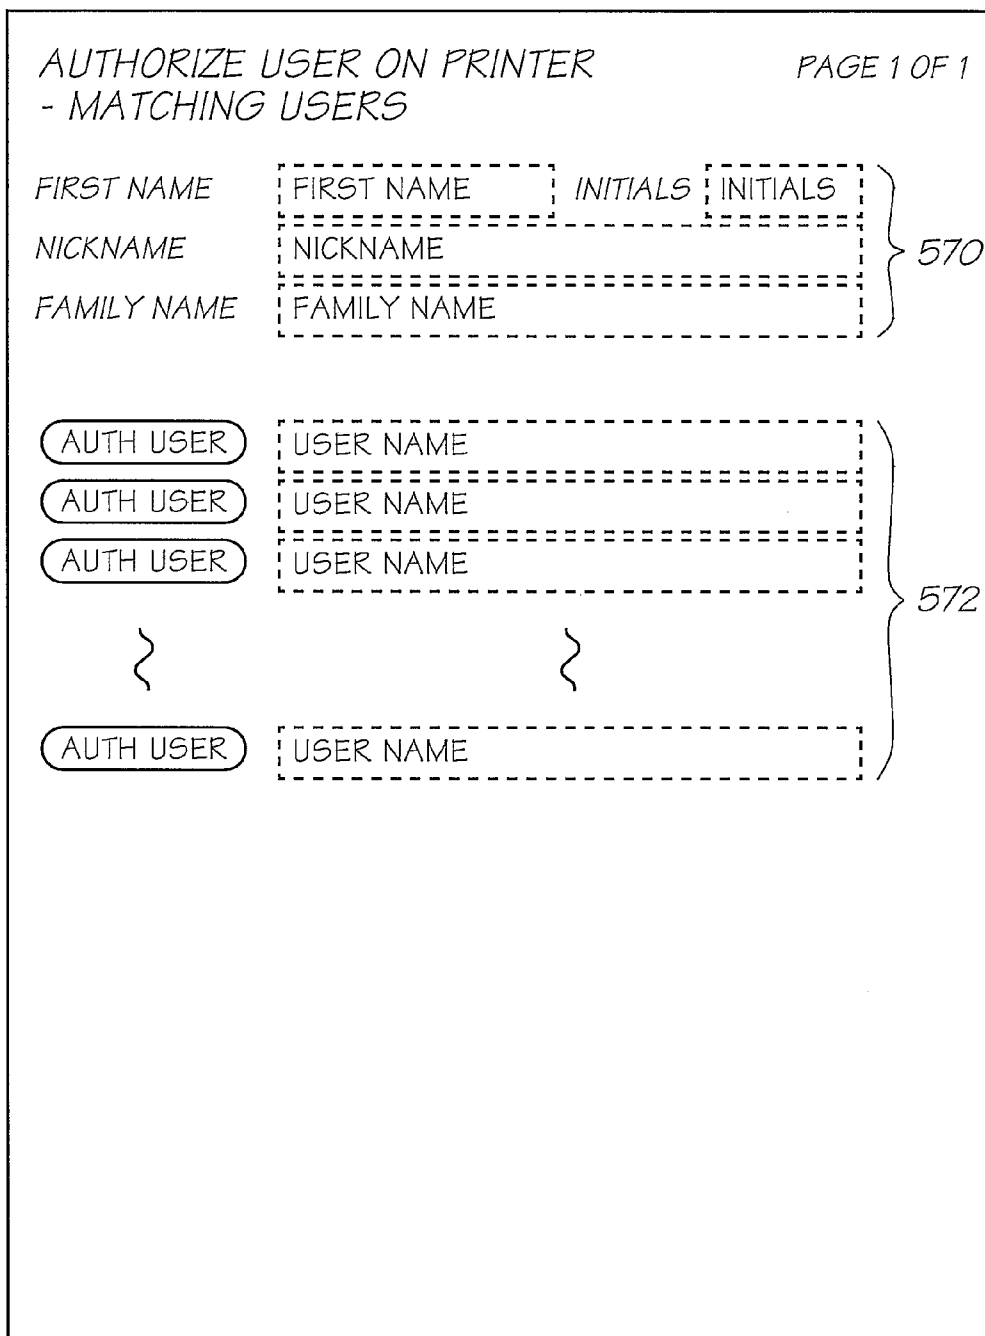 AUTHORIZE USER ON PRINTER PAGE 1 OF 1
- MATCHING USERS
FIRST NAME FIRST NAME INITIALS INITIALS
NICKNAME NICKNAME 570
FAMILY NAME FAMILY NAME
AUTH USER USER NAME
AUTH USER USER NAME
AUTH USER USER NAME
572
AUTH USER USER NAME